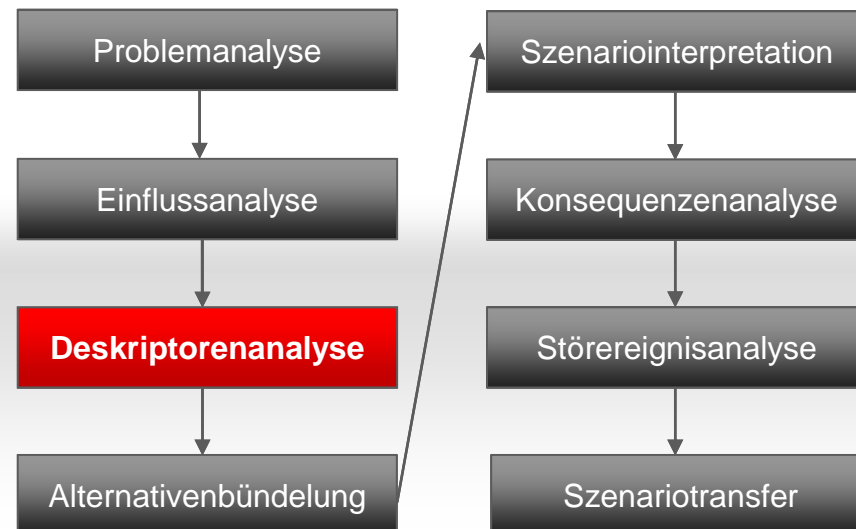 Problemanalyse
Einflussanalyse
Deskriptorenanalyse
Alternativenbündelung
Szenariointerpretation
Konsequenzenanalyse
Störereignisanalyse
Szenariotransfer